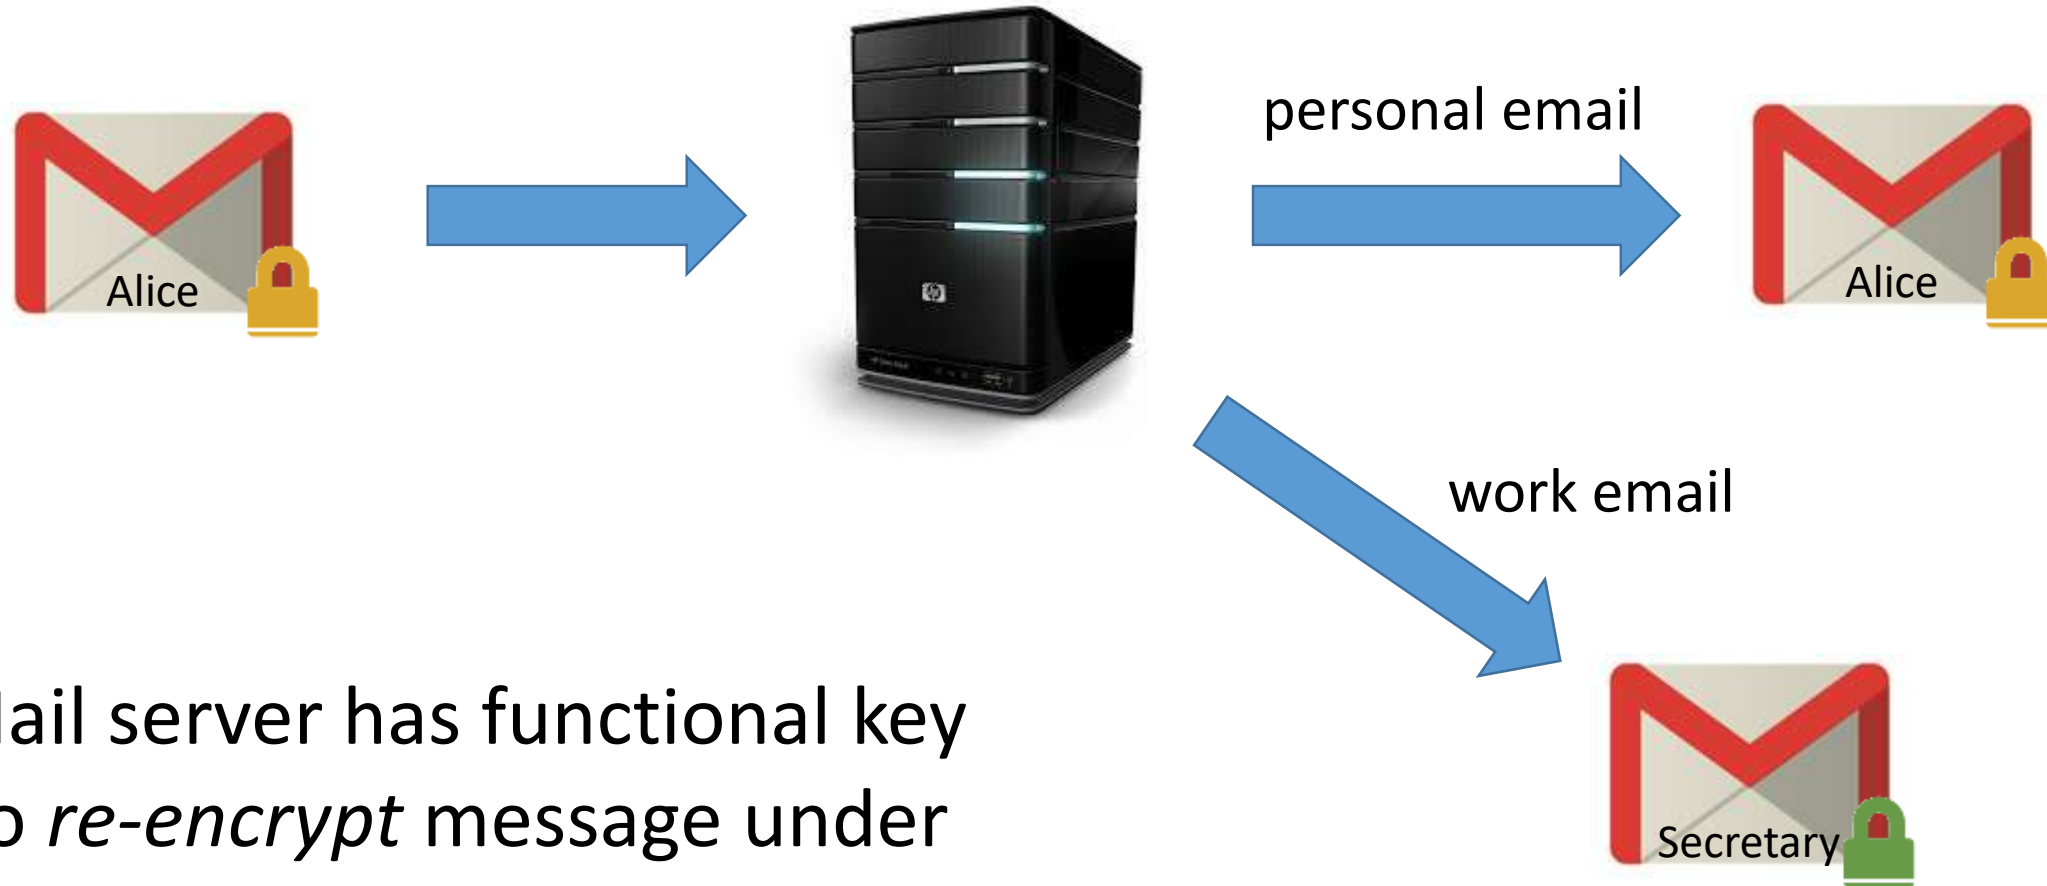 personal email
Alice
Alice
work email
ail server has functional key
o re-encrypt message under
Secretary